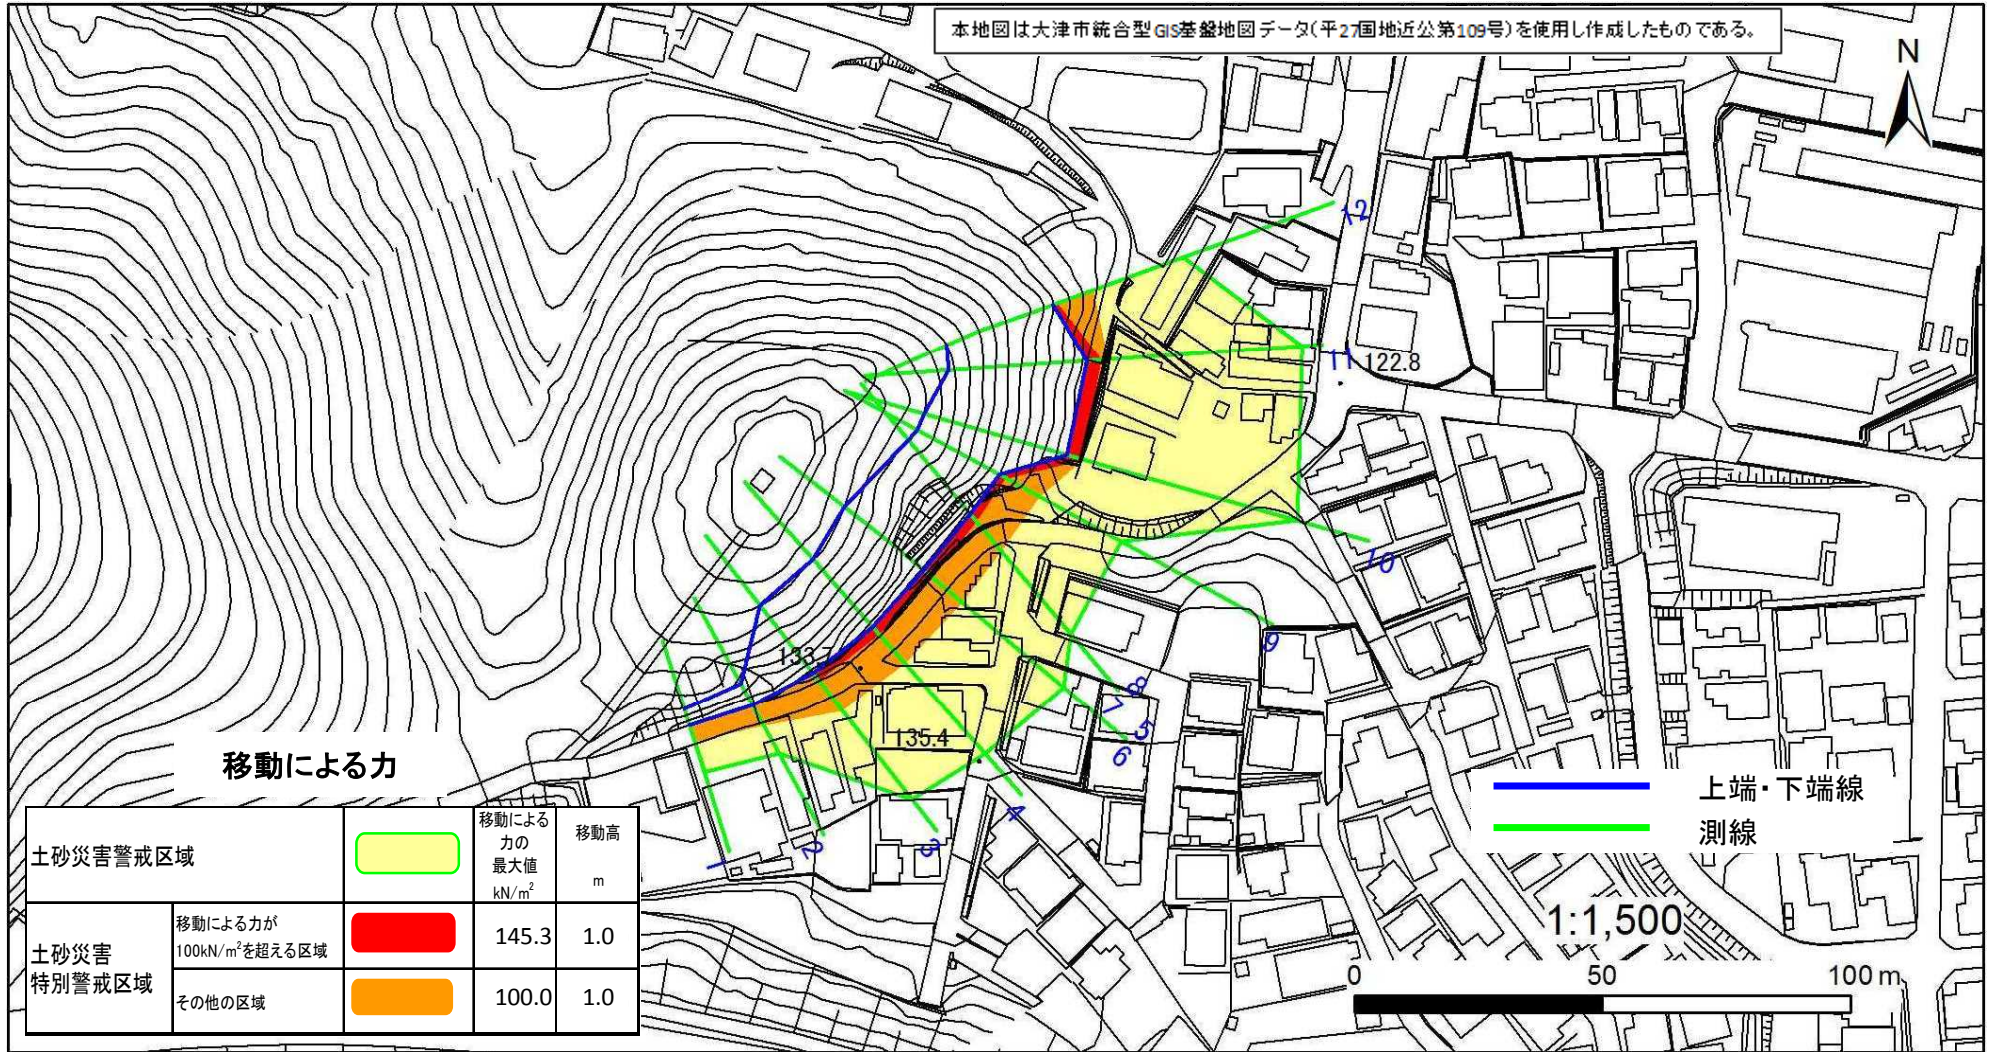 本地図は大津市統合型GIS基盤地図データ(平27国地近公第109号)を使用し作成したものである。
N
12
11
122.8
10
9
133.7
8
7
5
6
135.4
4
3
2
1
移動による力
土砂災害警戒区域
移動による
力の
最大値
kN/m²
移動高
m
土砂災害
特別警戒区域
移動による力が
100kN/m²を超える区域
145.3
1.0
その他の区域
100.0
1.0
上端・下端線
測線
1:1,500
0
50
100 m